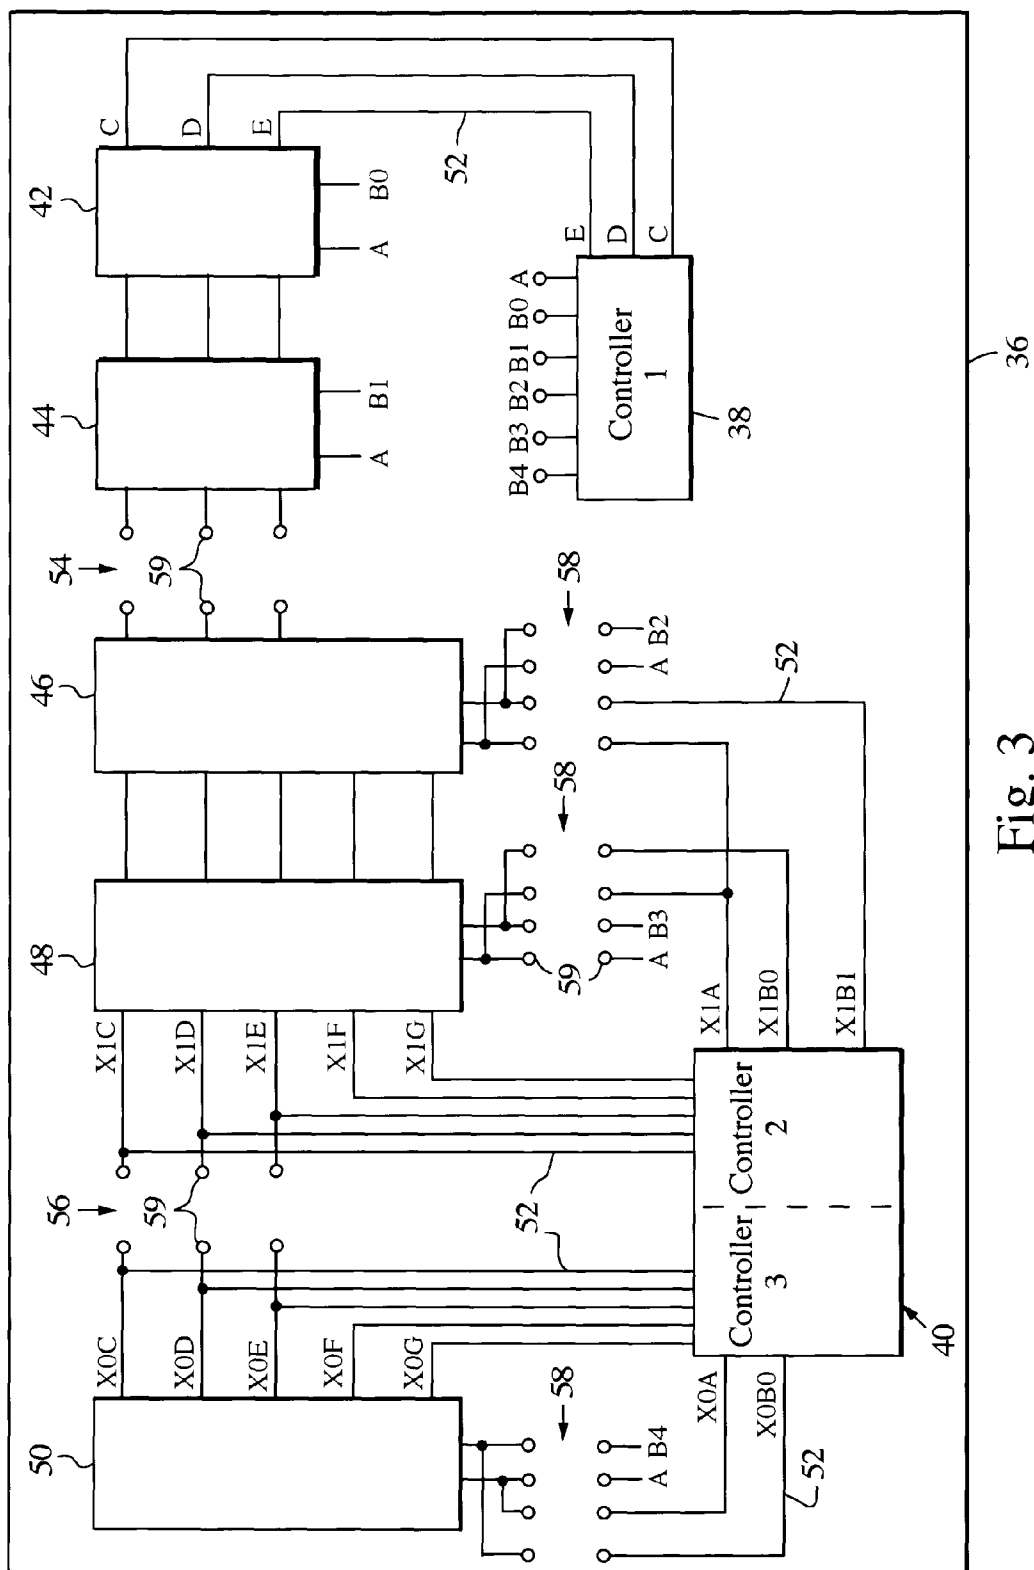 50
X0C
X0D
X0E
X0F
X0G
56
59
52
X1C
X1D
X1E
X1F
X1G
48
46
54
59
44
A
B1
42
A
B0
C
D
E
52
58
A
B4
X0A
X0B0
52
Controller
3
Controller
2
40
X1A
X1B0
X1B1
59
A
B3
58
A
B2
58
52
B4
B3
B2
B1
B0
A
Controller
1
38
E
D
C
36
Fig. 3